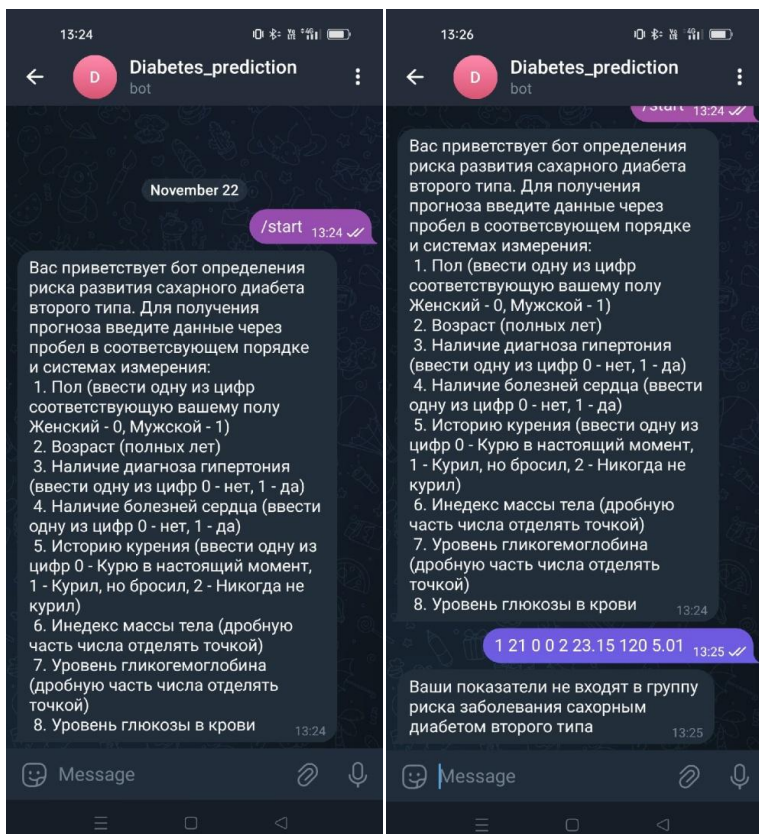 13:24
D
Diabetes_prediction
bot
November 22
/start 13:24
Вас приветствует бот определения
риска развития сахарного диабета
второго типа. Для получения
прогноза введите данные через
пробел в соответсвующем порядке
и системах измерения:
1. Пол (ввести одну из цифр
соответствующую вашему полу
Женский - 0, Мужской - 1)
2. Возраст (полных лет)
3. Наличие диагноза гипертония
(ввести одну из цифр 0 - нет, 1 - да)
4. Наличие болезней сердца (ввести
одну из цифр 0 - нет, 1 - да)
5. Историю курения (ввести одну из
цифр 0 - Курю в настоящий момент,
1 - Курил, но бросил, 2 - Никогда не
курил)
6. Инедекс массы тела (дробную
часть числа отделять точкой)
7. Уровень гликогемоглобина
(дробную часть числа отделять
точкой)
8. Уровень глюкозы в крови 13:24
Message
13:26
D
Diabetes_prediction
bot
/start 13:24
Вас приветствует бот определения
риска развития сахарного диабета
второго типа. Для получения
прогноза введите данные через
пробел в соответсвующем порядке
и системах измерения:
1. Пол (ввести одну из цифр
соответствующую вашему полу
Женский - 0, Мужской - 1)
2. Возраст (полных лет)
3. Наличие диагноза гипертония
(ввести одну из цифр 0 - нет, 1 - да)
4. Наличие болезней сердца (ввести
одну из цифр 0 - нет, 1 - да)
5. Историю курения (ввести одну из
цифр 0 - Курю в настоящий момент,
1 - Курил, но бросил, 2 - Никогда не
курил)
6. Инедекс массы тела (дробную
часть числа отделять точкой)
7. Уровень гликогемоглобина
(дробную часть числа отделять
точкой)
8. Уровень глюкозы в крови 13:24
1 21 0 0 2 23.15 120 5.01 13:25
Ваши показатели не входят в группу
риска заболевания сахорным
диабетом второго типа 13:25
Message